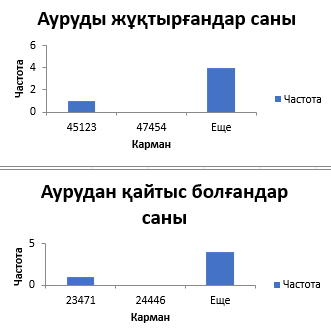 Ауруды жұқтырғандар саны
6
4
2
0
Частота
45123 47454 Еще
Карман
Частота
Аурудан қайтыс болғандар
саны
5
0
Частота
23471 24446 Еще
Карман
Частота